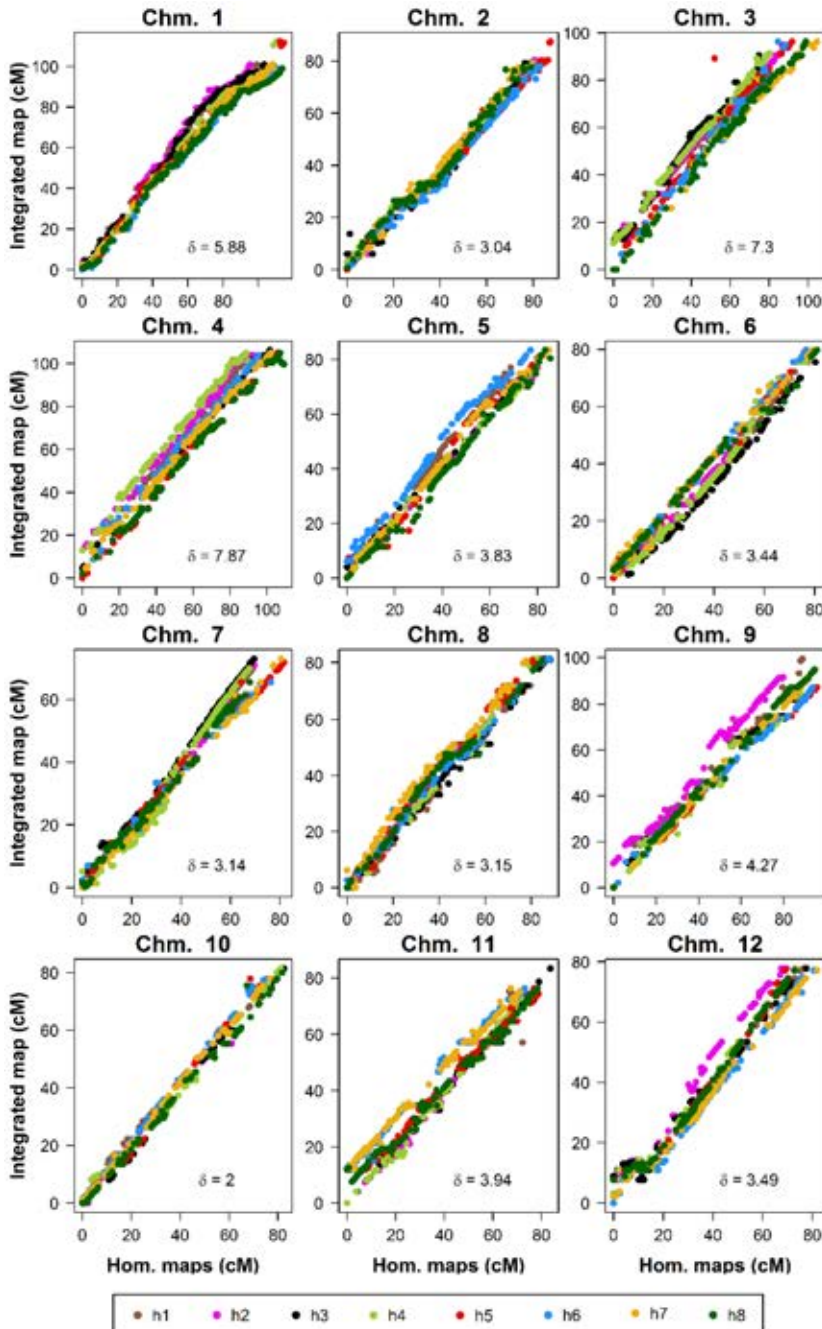 Chm. 1
Chm. 2
Chm. 3
Integrated map (cM)
100
80
60
40
20
0
δ = 5.88
0 20 40 60 80
80
60
40
20
0
δ = 3.04
0 20 40 60 80
100
80
60
40
20
0
δ = 7.3
0 20 40 60 80 100
Chm. 4
Chm. 5
Chm. 6
Integrated map (cM)
100
80
60
40
20
0
δ = 7.87
0 20 40 60 80 100
80
60
40
20
0
δ = 3.83
0 20 40 60 80
80
60
40
20
0
δ = 3.44
0 20 40 60 80
Chm. 7
Chm. 8
Chm. 9
Integrated map (cM)
60
40
20
0
δ = 3.14
0 20 40 60 80
80
60
40
20
0
δ = 3.15
0 20 40 60 80
100
80
60
40
20
0
δ = 4.27
0 20 40 60 80
Chm. 10
Chm. 11
Chm. 12
Integrated map (cM)
80
60
40
20
0
δ = 2
0 20 40 60 80
80
60
40
20
0
δ = 3.94
0 20 40 60 80
80
60
40
20
0
δ = 3.49
0 20 40 60 80
Hom. maps (cM)
Hom. maps (cM)
Hom. maps (cM)
h1 h2 h3 h4 h5 h6 h7 h8